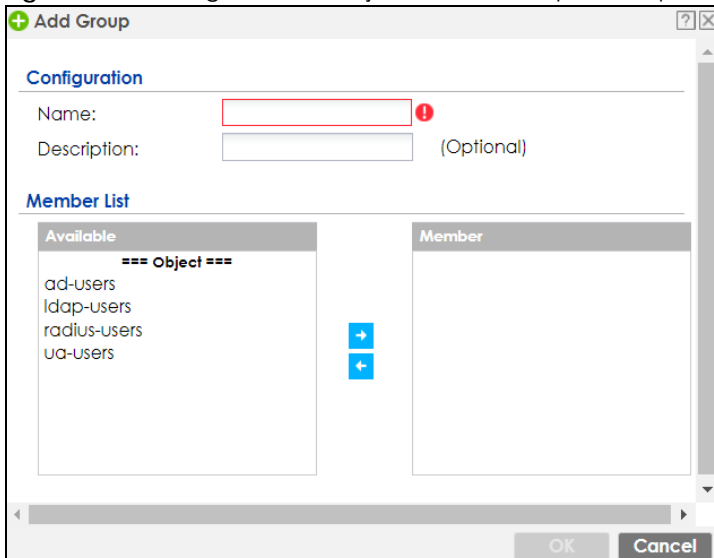 Add Group
Configuration
Name:
Description: (Optional)
Member List
Available Member
=== Object ===
ad-users
ldap-users
radius-users
ua-users
OK Cancel